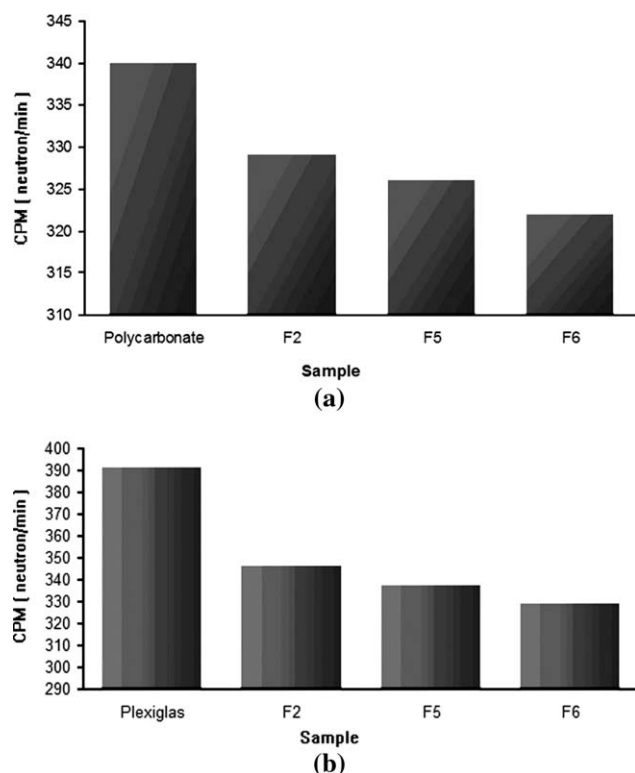 345
340
335
330
325
320
315
310
CPM [ neutron/min)
Polycarbonate F2 F5 F6
Sample
(a)
400
390
380
370
360
350
340
330
320
310
300
290
CPM [ neutron/min)
Plexiglas F2 F5 F6
Sample
(b)